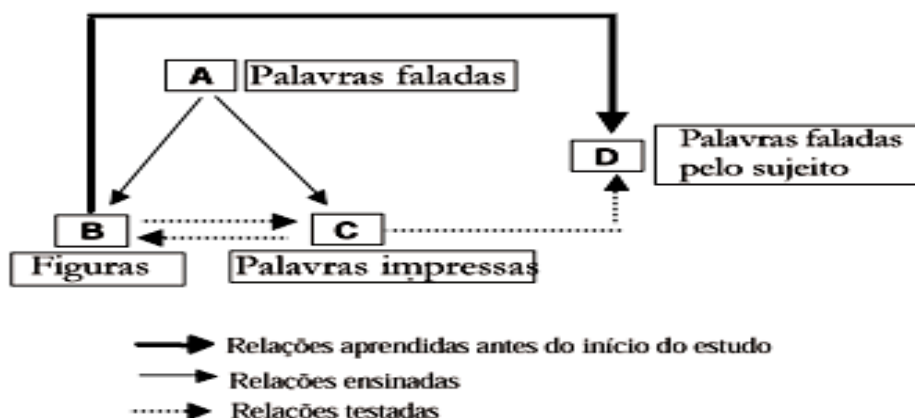 A Palavras faladas
D Palavras faladas
pelo sujeito
B C
Figuras Palavras impressas
Relações aprendidas antes do início do estudo
Relações ensinadas
Relações testadas